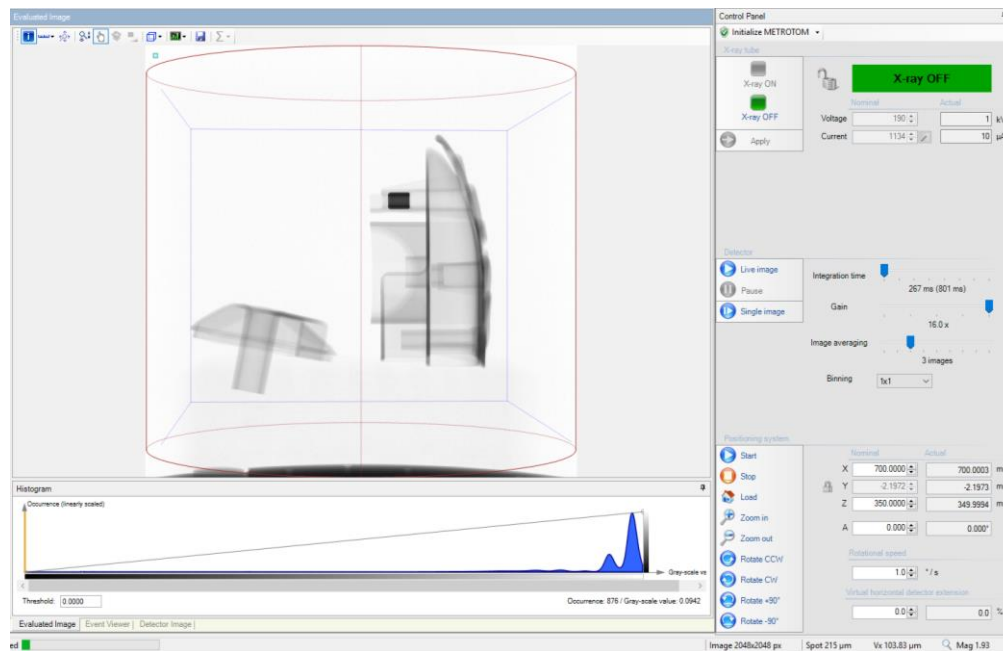 Evaluated Image
Control Panel
Initialize METROTOM
X-ray tube
X-ray ON
X-ray OFF
X-ray OFF
Nominal Actual
Voltage 190 1 kV
Current 1134 10
Apply
Detector
Live image
Pause
Single image
Integration time
267 ms (801 ms)
Gain
16.0 x
Image averaging
3 images
Binning 1x1
Positioning system
Nominal Actual
Start
Stop
Load
Zoom in
Zoom out
Rotate CCW
Rotate CW
Rotate +90°
Rotate -90°
X 700.0000 700.0003 m
Y -2.1972 -2.1973 m
Z 350.0000 349.9994 m
A 0.000 0.000°
Rotational speed
1.0 °/s
Virtual horizontal detector extension
0.0 0.0 %
Histogram
Occurrence (linearly scaled)
Gray-scale va
Threshold: 0.0000
Occurrence: 876 / Gray-scale value: 0.0942
Evaluated Image Event Viewer Detector Image
ed
Image 2048x2048 px Spot 215 µm Vx 103.83 µm Mag 1.93